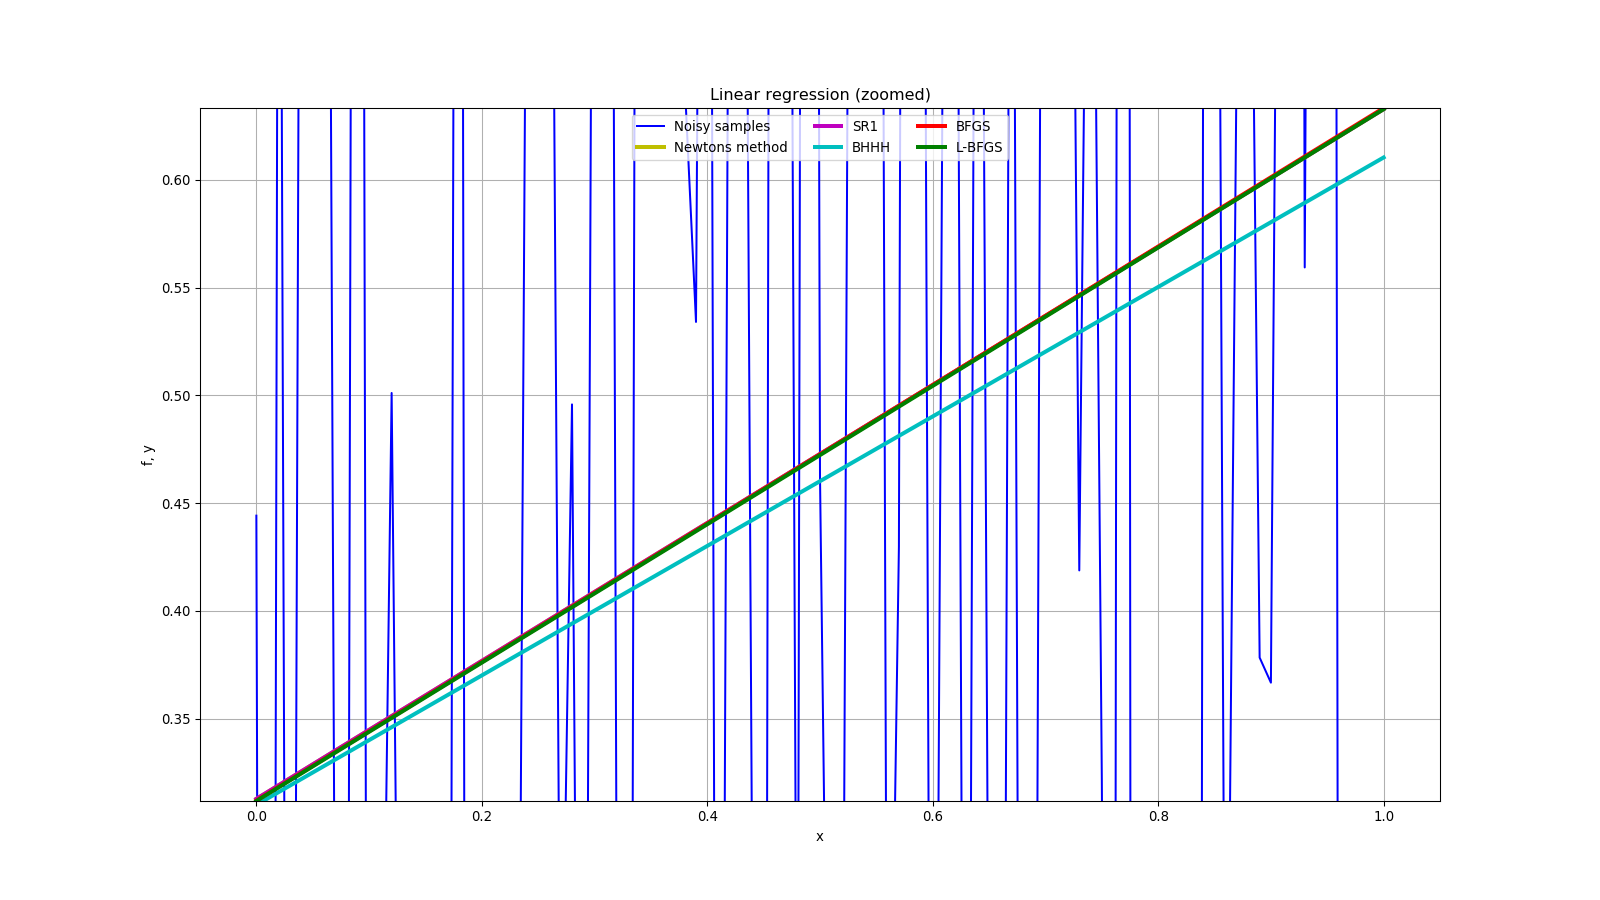 Linear regression (zoomed)
Noisy samples
Newtons method
SR1
BHHH
BFGS
L-BFGS
f, y
0.60
0.55
0.50
0.45
0.40
0.35
0.0 0.2 0.4 0.6 0.8 1.0
x